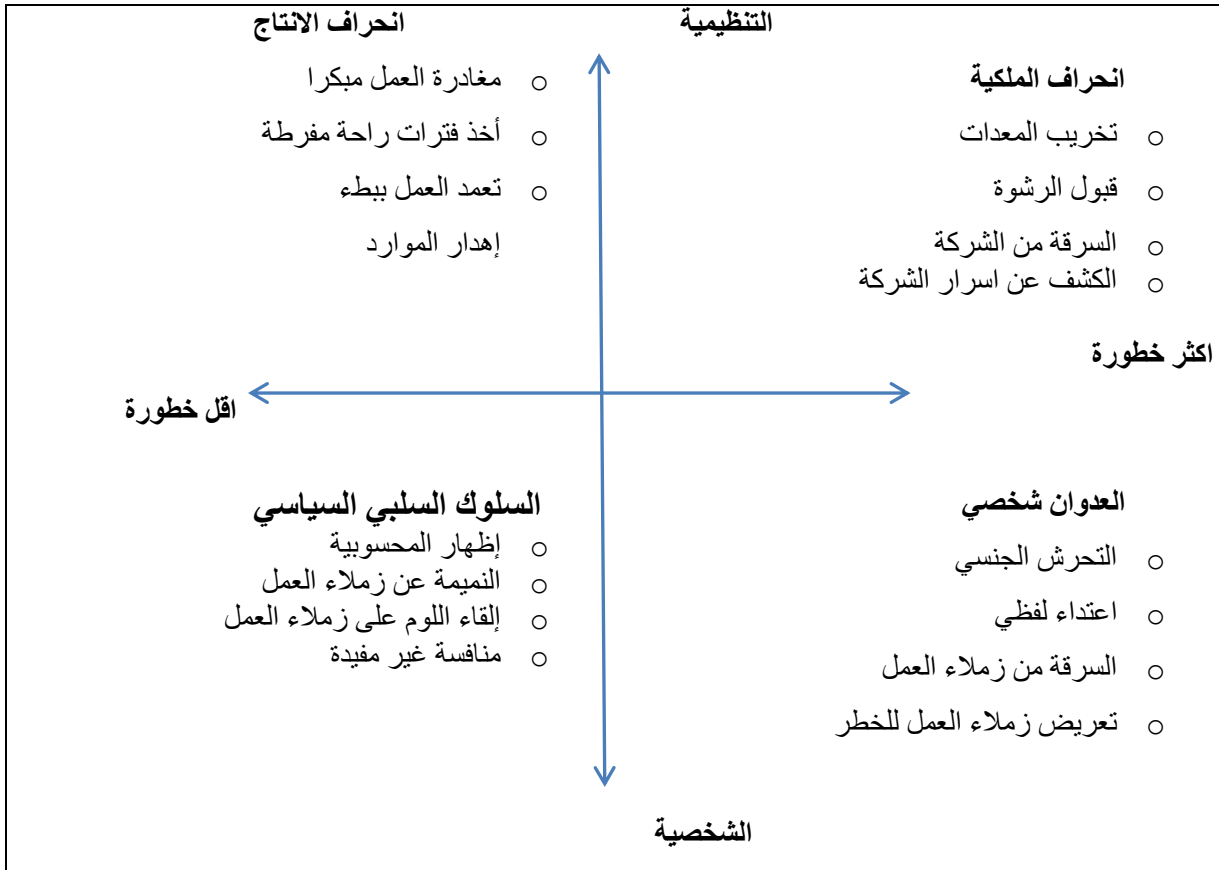 التنظيمية
انحراف الملكية
o تخريب المعدات
o قبول الرشوة
o السرقة من الشركة
o الكشف عن اسرار الشركة
انحراف الانتاج
o مغادرة العمل مبكرا
o أخذ فترات راحة مفرطة
o تعمد العمل ببطء
إهدار الموارد
اكثر خطورة
اقل خطورة
العدوان شخصي
o التحرش الجنسي
o اعتداء لفظي
o السرقة من زملاء العمل
o تعريض زملاء العمل للخطر
السلوك السلبي السياسي
o إظهار المحسوبية
o النميمة عن زملاء العمل
o إلقاء اللوم على زملاء العمل
o منافسة غير مفيدة
الشخصية